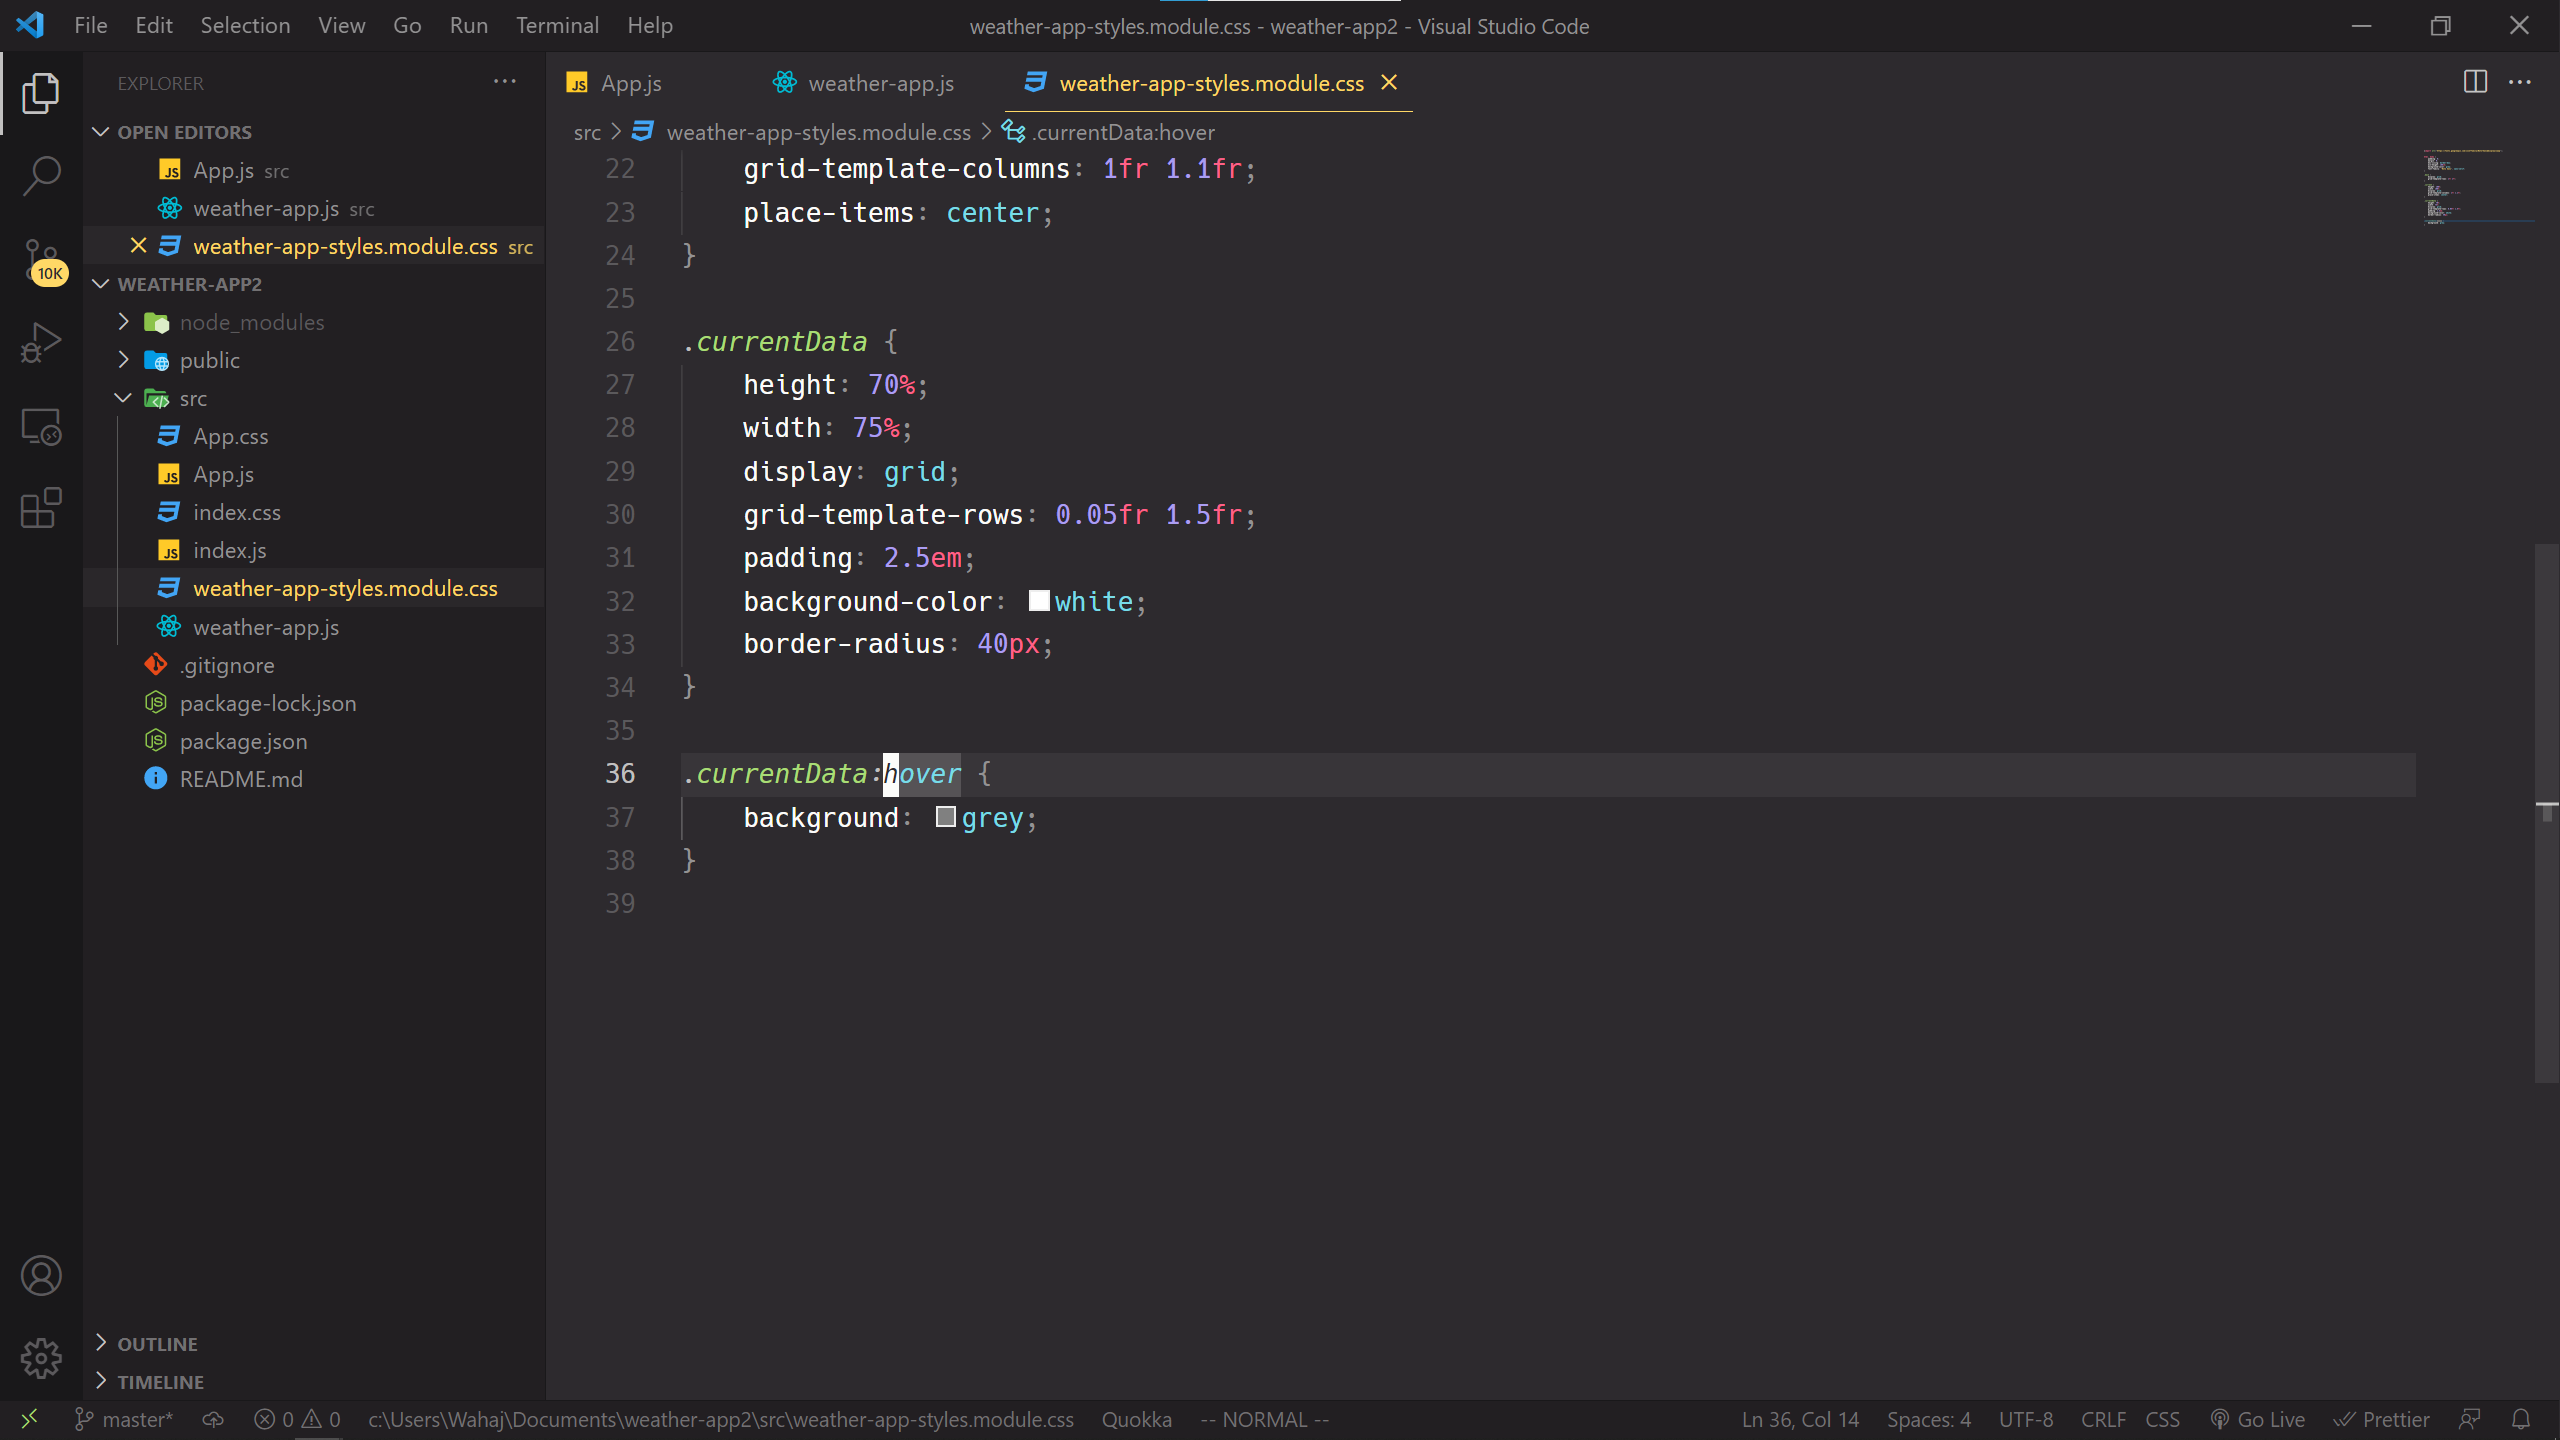 File Edit Selection View Go Run Terminal Help
weather-app-styles.module.css - weather-app2 - Visual Studio Code
EXPLORER
OPEN EDITORS
App.js src
weather-app.js src
weather-app-styles.module.css src
10K
WEATHER-APP2
node_modules
public
src
App.css
App.js
index.css
index.js
weather-app-styles.module.css
weather-app.js
.gitignore
package-lock.json
package.json
README.md
OUTLINE
TIMELINE
App.js weather-app.js weather-app-styles.module.css
src > weather-app-styles.module.css > .currentData:hover
22 grid-template-columns: 1fr 1.1fr;
23 place-items: center;
24 }
25
26 .currentData {
27 height: 70%;
28 width: 75%;
29 display: grid;
30 grid-template-rows: 0.05fr 1.5fr;
31 padding: 2.5em;
32 background-color: white;
33 border-radius: 40px;
34 }
35
36 .currentData:hover {
37 background: grey;
38 }
39
master* 0 0 c:\Users\Wahaj\Documents\weather-app2\src\weather-app-styles.module.css Quokka -- NORMAL -- Ln 36, Col 14 Spaces: 4 UTF-8 CRLF CSS Go Live Prettier